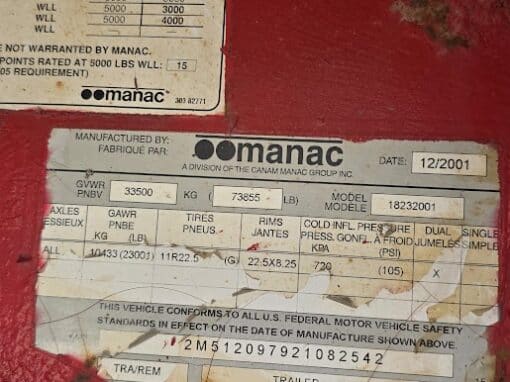 WLL 5000 3000
WLL 5000 4000
E NOT WARRANTED BY MANAC.
POINTS RATED AT 5000 LBS WLL: 15
05 REQUIREMENT)
manac 303 82771
MANUFACTURED BY:
FABRIQUÉ PAR:
manac
A DIVISION OF THE CANAM MANAC GROUP INC.
DATE: 12/2001
GVWR
PNBV 33500 KG ( 73855 LB) MODEL
MODÈLE 18232001
AXLES
ESSIEUX
GAWR
PNBE
KG (LB)
TIRES
PNEUS
RIMS
JANTES
COLD INFL. PRESSURE
PRESS. GONFL. À FROID
KPA (PSI)
DUAL
JUMELÉS
SINGLE
SIMPLE
ALL 10433 (23001) 11R22.5 (G) 22.5X8.25 720 (105) X
THIS VEHICLE CONFORMS TO ALL U.S. FEDERAL MOTOR VEHICLE SAFETY
STANDARDS IN EFFECT ON THE DATE OF MANUFACTURE SHOWN ABOVE.
2M512097921082542
TRA/REM
TRAILER